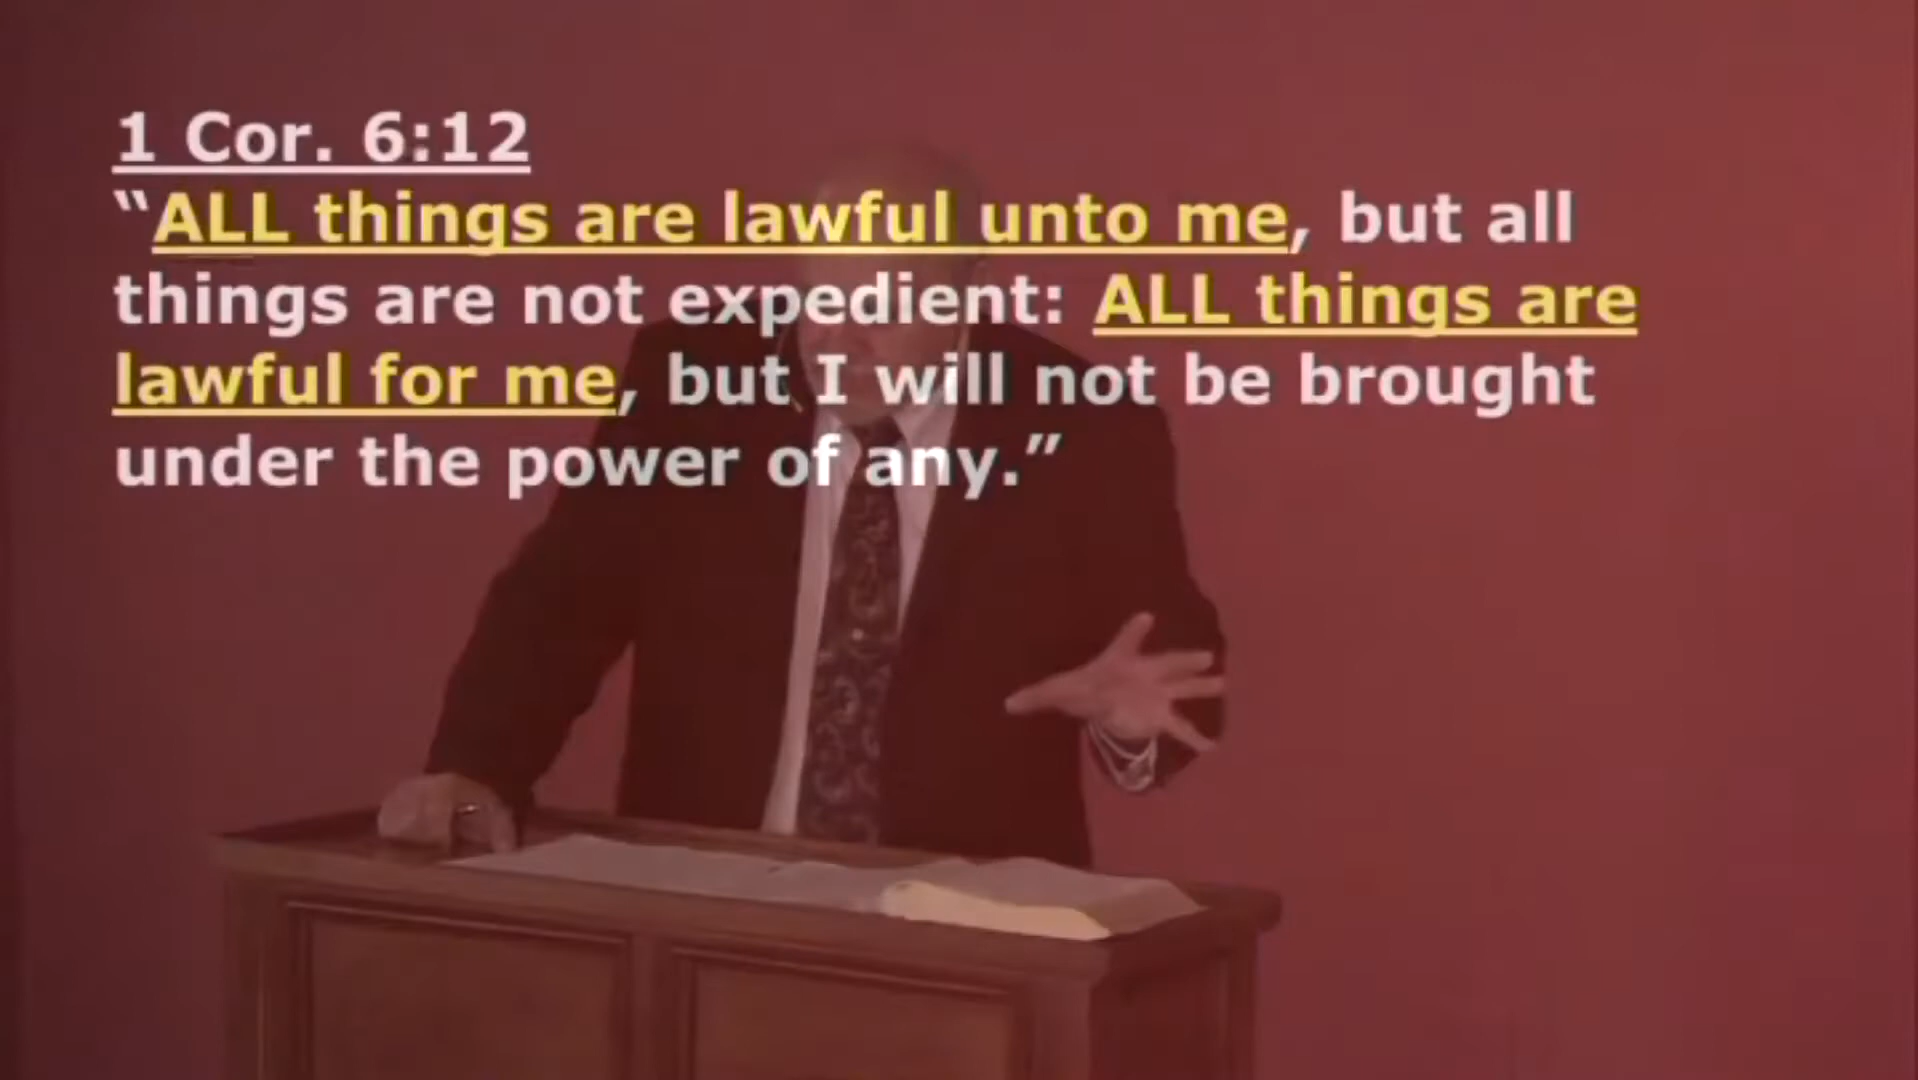 1 Cor. 6:12
“ALL things are lawful unto me, but all
things are not expedient: ALL things are
lawful for me, but I will not be brought
under the power of any.”